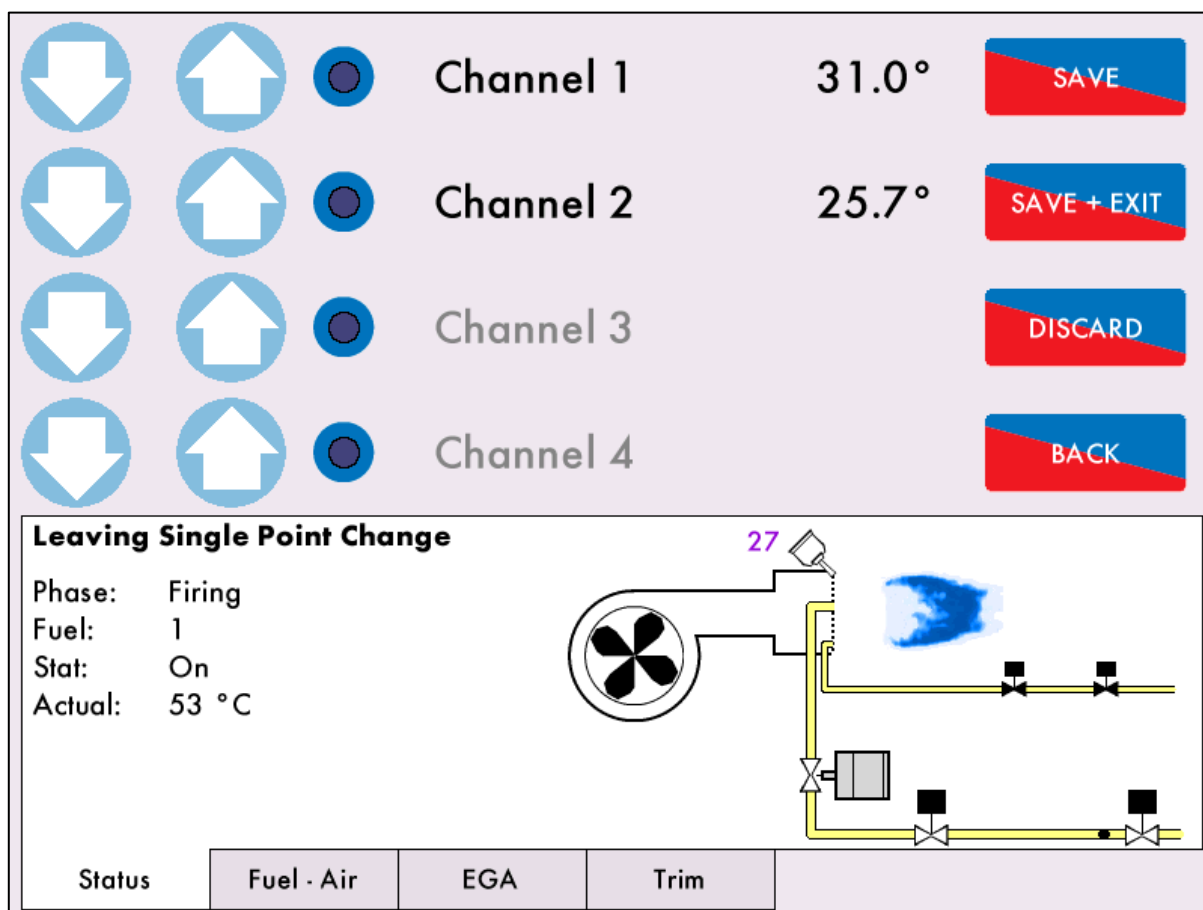 Channel 1 31.0° SAVE
Channel 2 25.7° SAVE + EXIT
Channel 3 DISCARD
Channel 4 BACK
Leaving Single Point Change
27
Phase: Firing
Fuel: 1
Stat: On
Actual: 53 °C
Status Fuel - Air EGA Trim